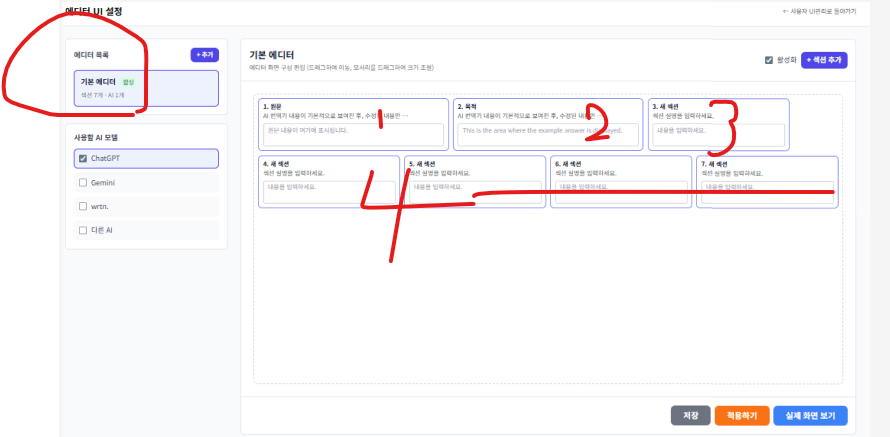 에디터 UI 설정
← 사용자 UI관리로 돌아가기
에디터 목록
+ 추가
기본 에디터 활성
섹션 7개 · AI 1개
사용할 AI 모델
ChatGPT
Gemini
wrtn.
다른 AI
기본 에디터
에디터 화면 구성 편집 (드래그하여 이동, 모서리를 드래그하여 크기 조절)
활성화
+ 섹션 추가
1. 원문
AI 번역기 내용이 기본적으로 보여진 후, 수정된 내용만 ...
원문 내용이 여기에 표시됩니다.
1
2. 목적
AI 번역기 내용이 기본적으로 보여진 후, 수정된 내용만 ...
This is the area where the example answer is displayed.
2
3. 새 섹션
섹션 설명을 입력하세요.
내용을 입력하세요.
3
4. 새 섹션
섹션 설명을 입력하세요.
내용을 입력하세요.
4
5. 새 섹션
섹션 설명을 입력하세요.
내용을 입력하세요.
6. 새 섹션
섹션 설명을 입력하세요.
내용을 입력하세요.
7. 새 섹션
섹션 설명을 입력하세요.
내용을 입력하세요.
저장
적용하기
실제 화면 보기